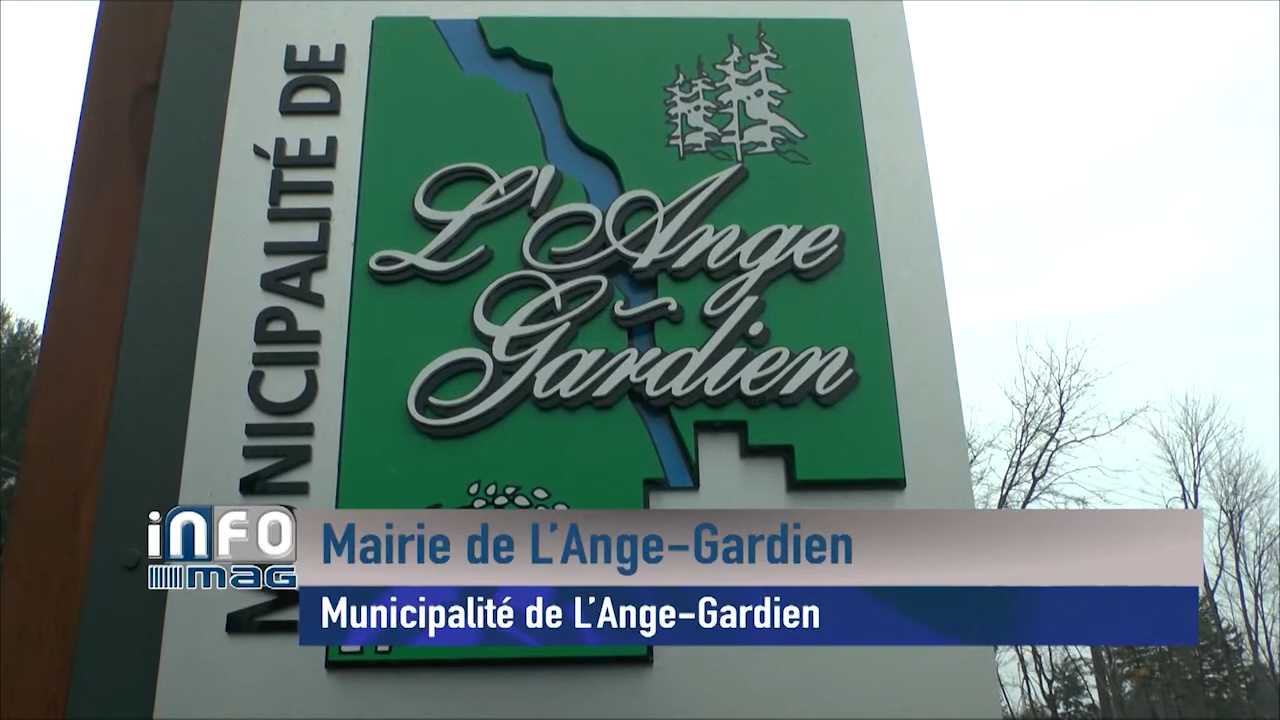 MUNICIPALITÉ DE
L'Ange-
Gardien
iNFO
mag
Mairie de L'Ange-Gardien
Municipalité de L'Ange-Gardien